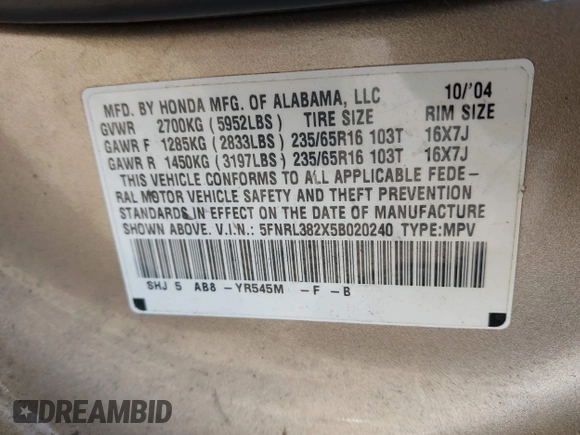 MFD. BY HONDA MFG. OF ALABAMA, LLC 10/'04
GVWR 2700KG (5952LBS) TIRE SIZE RIM SIZE
GAWR F 1285KG (2833LBS) 235/65R16 103T 16X7J
GAWR R 1450KG (3197LBS) 235/65R16 103T 16X7J
THIS VEHICLE CONFORMS TO ALL APPLICABLE FEDE-
RAL MOTOR VEHICLE SAFETY AND THEFT PREVENTION
STANDARDS IN EFFECT ON THE DATE OF MANUFACTURE
SHOWN ABOVE. V.I.N.: 5FNRL382X5B020240 TYPE:MPV
SHJ 5 AB8 -YR545M -F -B
DREAMBID